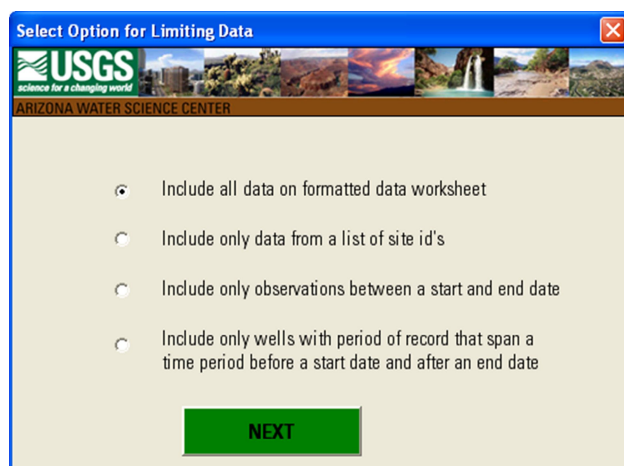 Select Option for Limiting Data
USGS
science for a changing world
ARIZONA WATER SCIENCE CENTER
Include all data on formatted data worksheet
Include only data from a list of site id's
Include only observations between a start and end date
Include only wells with period of record that span a
time period before a start date and after an end date
NEXT